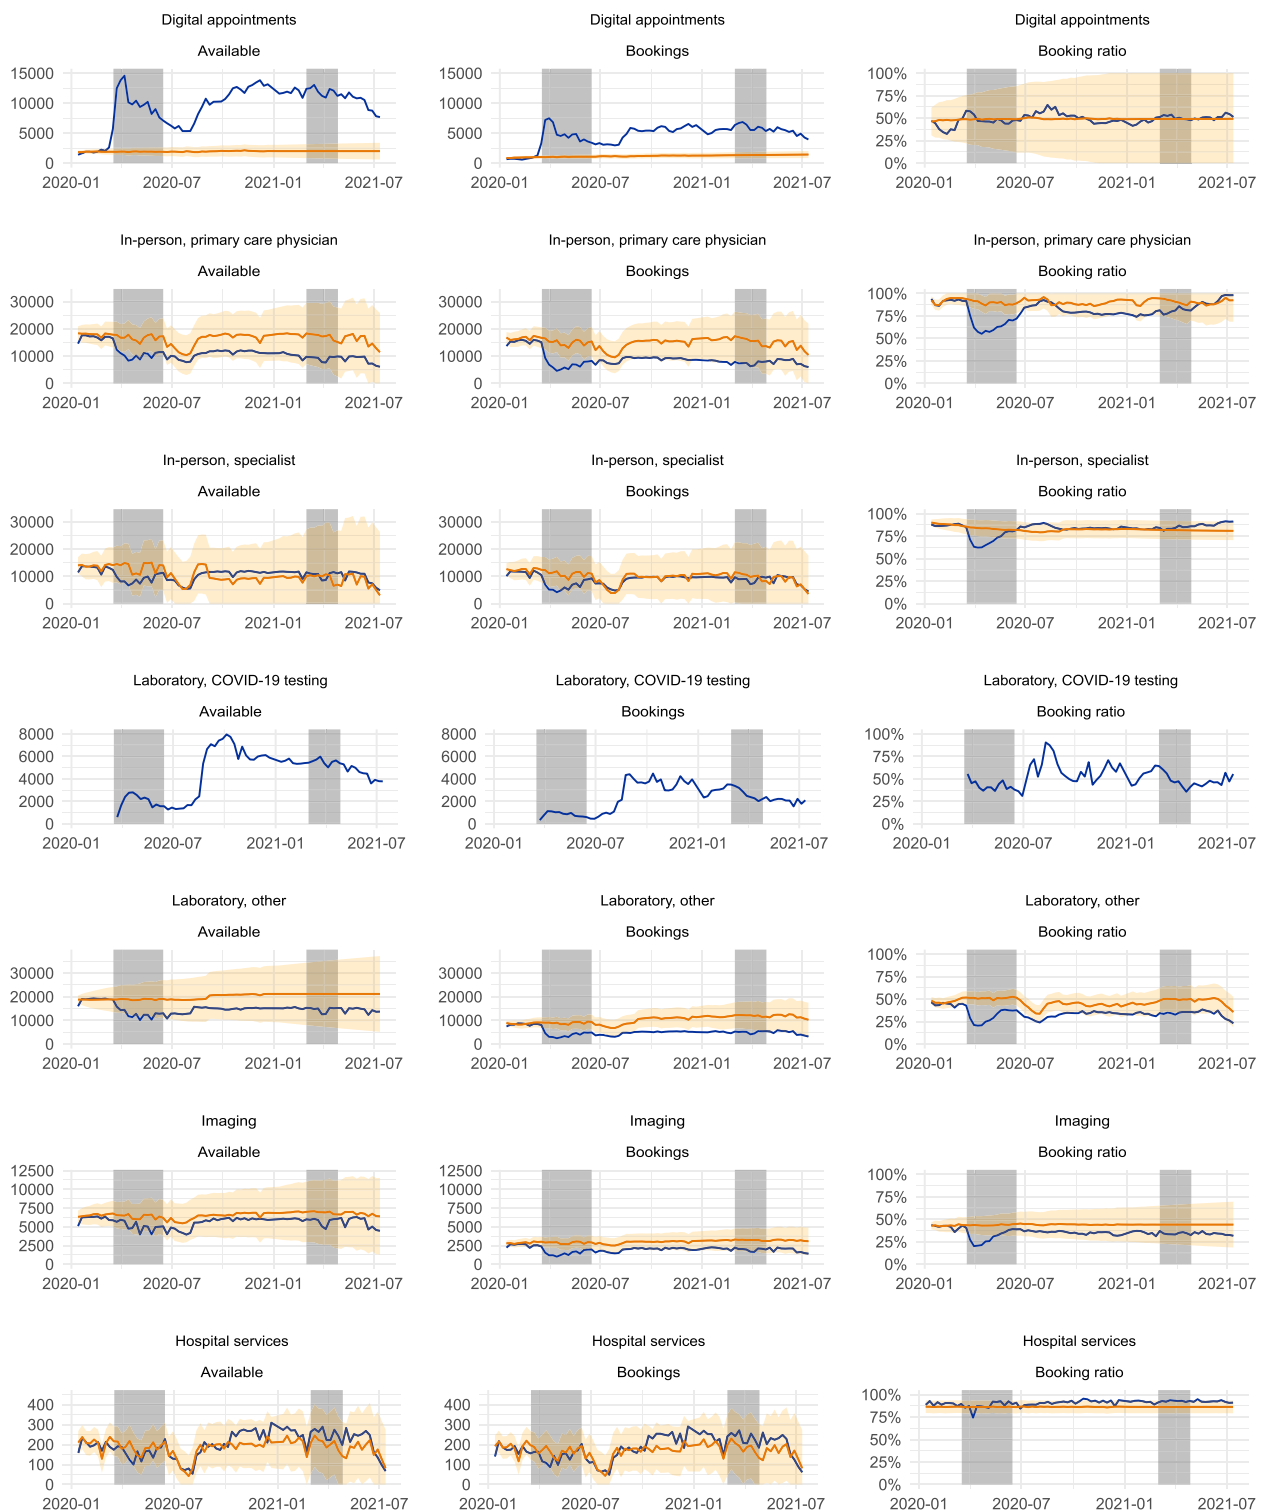 Digital appointments Digital appointments Digital appointments
Available Bookings Booking ratio
15000 15000 100%
10000 10000 75%
50%
5000 5000 25%
0 0 0%
2020-01 2020-07 2021-01 2021-07 2020-01 2020-07 2021-01 2021-07 2020-01 2020-07 2021-01 2021-07
In-person, primary care physician In-person, primary care physician In-person, primary care physician
Available Bookings Booking ratio
30000 30000 100%
20000 20000 75%
50%
10000 10000 25%
0 0 0%
2020-01 2020-07 2021-01 2021-07 2020-01 2020-07 2021-01 2021-07 2020-01 2020-07 2021-01 2021-07
In-person, specialist In-person, specialist In-person, specialist
Available Bookings Booking ratio
30000 30000 100%
20000 20000 75%
50%
10000 10000 25%
0 0 0%
2020-01 2020-07 2021-01 2021-07 2020-01 2020-07 2021-01 2021-07 2020-01 2020-07 2021-01 2021-07
Laboratory, COVID-19 testing Laboratory, COVID-19 testing Laboratory, COVID-19 testing
Available Bookings Booking ratio
8000 8000 100%
6000 6000 75%
4000 4000 50%
2000 2000 25%
0 0 0%
2020-01 2020-07 2021-01 2021-07 2020-01 2020-07 2021-01 2021-07 2020-01 2020-07 2021-01 2021-07
Laboratory, other Laboratory, other Laboratory, other
Available Bookings Booking ratio
100%
30000 30000 75%
20000 20000 50%
10000 10000 25%
0 0 0%
2020-01 2020-07 2021-01 2021-07 2020-01 2020-07 2021-01 2021-07 2020-01 2020-07 2021-01 2021-07
Imaging Imaging Imaging
Available Bookings Booking ratio
12500 12500 100%
10000 10000 75%
7500 7500
5000 5000 50%
2500 2500 25%
0 0 0%
2020-01 2020-07 2021-01 2021-07 2020-01 2020-07 2021-01 2021-07 2020-01 2020-07 2021-01 2021-07
Hospital services Hospital services Hospital services
Available Bookings Booking ratio
400 400 100%
300 300 75%
200 200 50%
100 100 25%
0 0 0%
2020-01 2020-07 2021-01 2021-07 2020-01 2020-07 2021-01 2021-07 2020-01 2020-07 2021-01 2021-07